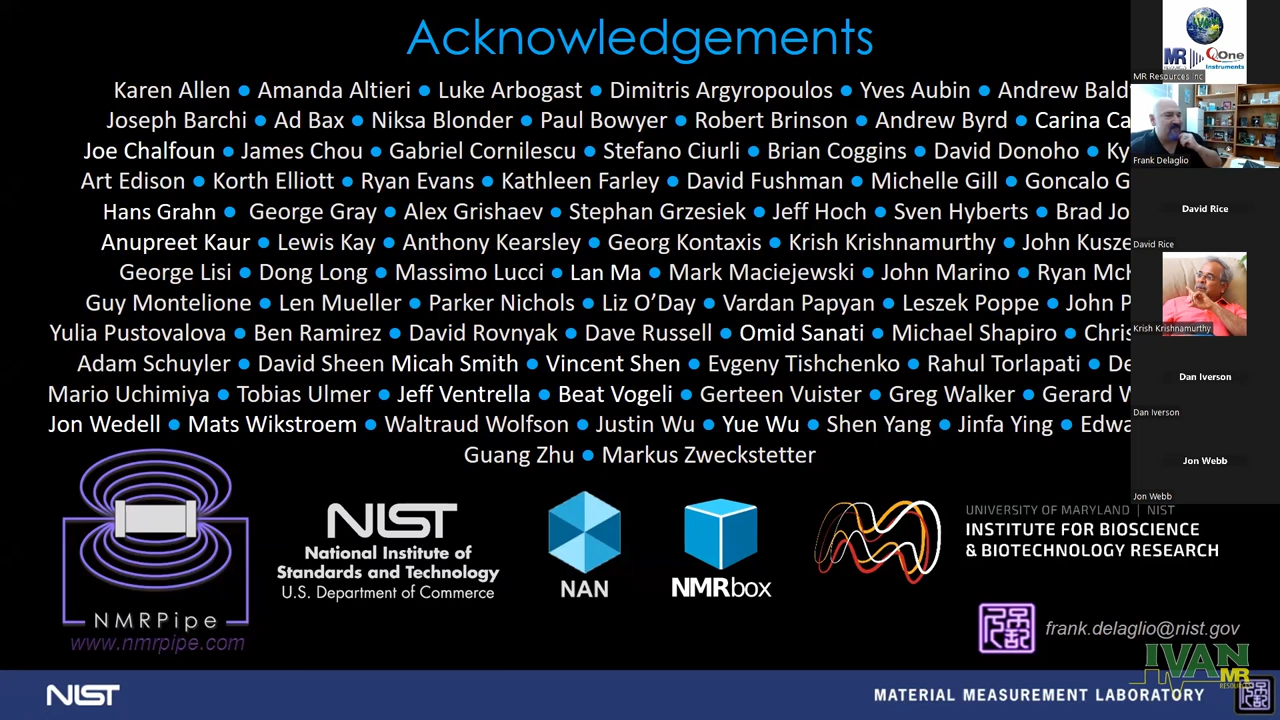 Acknowledgements
Karen Allen • Amanda Altieri • Luke Arbogast • Dimitris Argyropoulos • Yves Aubin • Andrew
Joseph Barchi • Ad Bax • Niksa Blonder • Paul Bowyer • Robert Brinson • Andrew Byrd • Carina
Joe Chalfoun • James Chou • Gabriel Cornilescu • Stefano Ciurli • Brian Coggins • David Donoho •
Art Edison • Korth Elliott • Ryan Evans • Kathleen Farley • David Fushman • Michelle Gill • Goncalo
Hans Grahn • George Gray • Alex Grishaev • Stephan Grzesiek • Jeff Hoch • Sven Hyberts • Brad
Anupreet Kaur • Lewis Kay • Anthony Kearsley • Georg Kontaxis • Krish Krishnamurthy • John
George Lisi • Dong Long • Massimo Lucci • Lan Ma • Mark Maciejewski • John Marino • Ryan
Guy Montelione • Len Mueller • Parker Nichols • Liz O’Day • Vardan Papyan • Leszek Poppe • John
Yulia Pustovalova • Ben Ramirez • David Rovnyak • Dave Russell • Omid Sanati • Michael Shapiro •
Adam Schuyler • David Sheen Micah Smith • Vincent Shen • Evgeny Tishchenko • Rahul Torlapati •
Mario Uchimiya • Tobias Ulmer • Jeff Ventrella • Beat Vogeli • Gerteen Vuister • Greg Walker • Gerard
Jon Wedell • Mats Wikstroem • Waltraud Wolfson • Justin Wu • Yue Wu • Shen Yang • Jinfa Ying •
Guang Zhu • Markus Zweckstetter
NMRPipe
www.nmrpipe.com
NIST
National Institute of
Standards and Technology
U.S. Department of Commerce
NAN
NMRbox
UNIVERSITY OF MARYLAND | NIST
INSTITUTE FOR BIOSCIENCE
& BIOTECHNOLOGY RESEARCH
frank.delaglio@nist.gov
NIST
MATERIAL MEASUREMENT LABORATORY
IVAN
MR
MR
QOne
Instruments
MR Resources Inc
Frank Delaglio
David Rice
David Rice
Krish Krishnamurthy
Dan Iverson
Dan Iverson
Jon Webb
Jon Webb